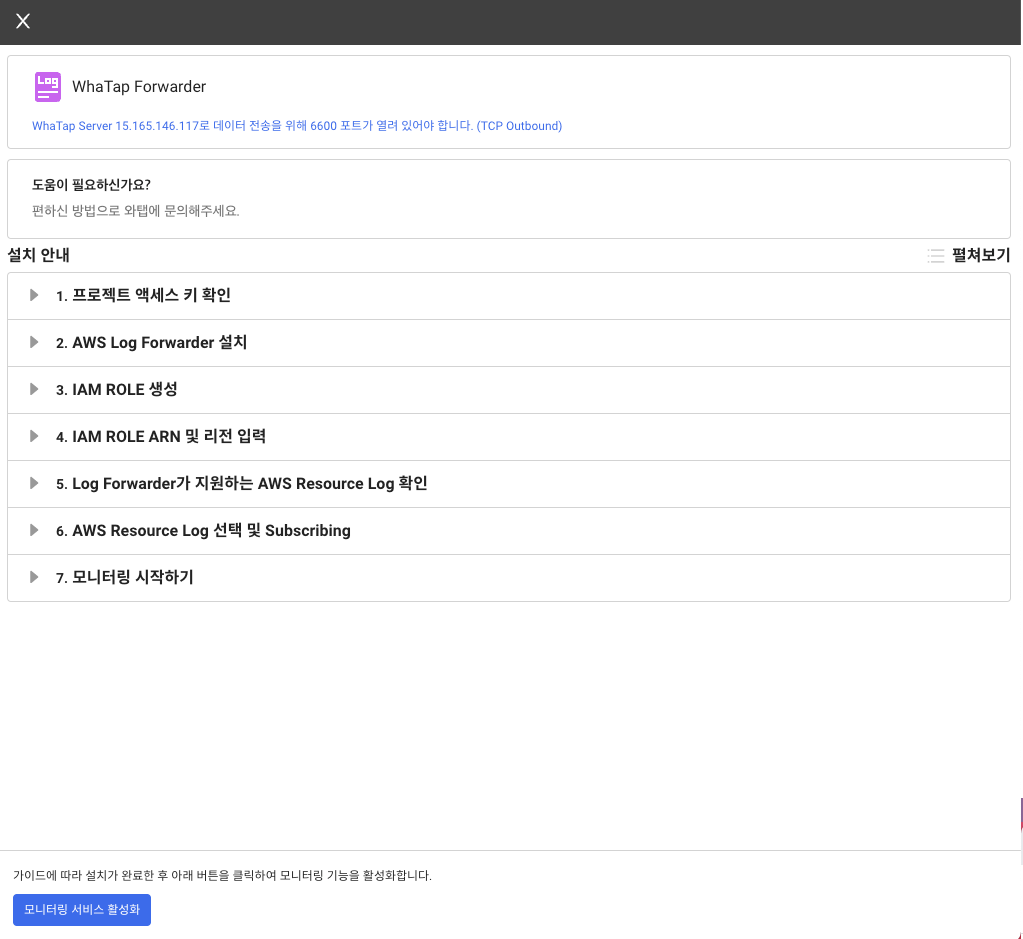 Log
WhaTap Forwarder
WhaTap Server 15.165.146.117로 데이터 전송을 위해 6600 포트가 열려 있어야 합니다. (TCP Outbound)
도움이 필요하신가요?
편하신 방법으로 와탭에 문의해주세요.
설치 안내
펼쳐보기
1. 프로젝트 액세스 키 확인
2. AWS Log Forwarder 설치
3. IAM ROLE 생성
4. IAM ROLE ARN 및 리전 입력
5. Log Forwarder가 지원하는 AWS Resource Log 확인
6. AWS Resource Log 선택 및 Subscribing
7. 모니터링 시작하기
가이드에 따라 설치가 완료한 후 아래 버튼을 클릭하여 모니터링 기능을 활성화합니다.
모니터링 서비스 활성화